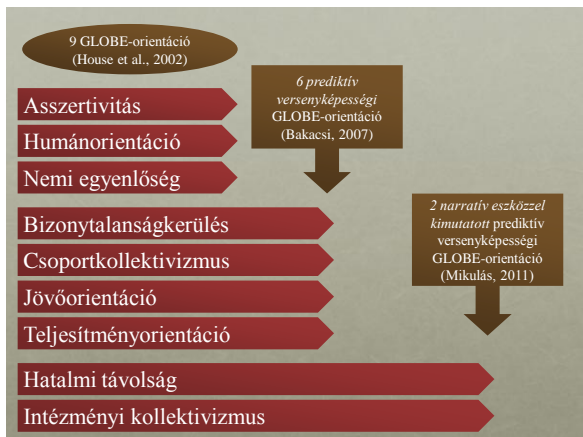 9 GLOBE-orientáció
(House et al., 2002)
6 prediktív
versenyképességi
GLOBE-orientáció
(Bakacsi, 2007)
2 narratív eszközzel
kimutatott prediktív
versenyképességi
GLOBE-orientáció
(Mikulás, 2011)
Asszertivitás
Humánorientáció
Nemi egyenlőség
Bizonytalanságkerülés
Csoportkollektivizmus
Jövőorientáció
Teljesítményorientáció
Hatalmi távolság
Intézményi kollektivizmus